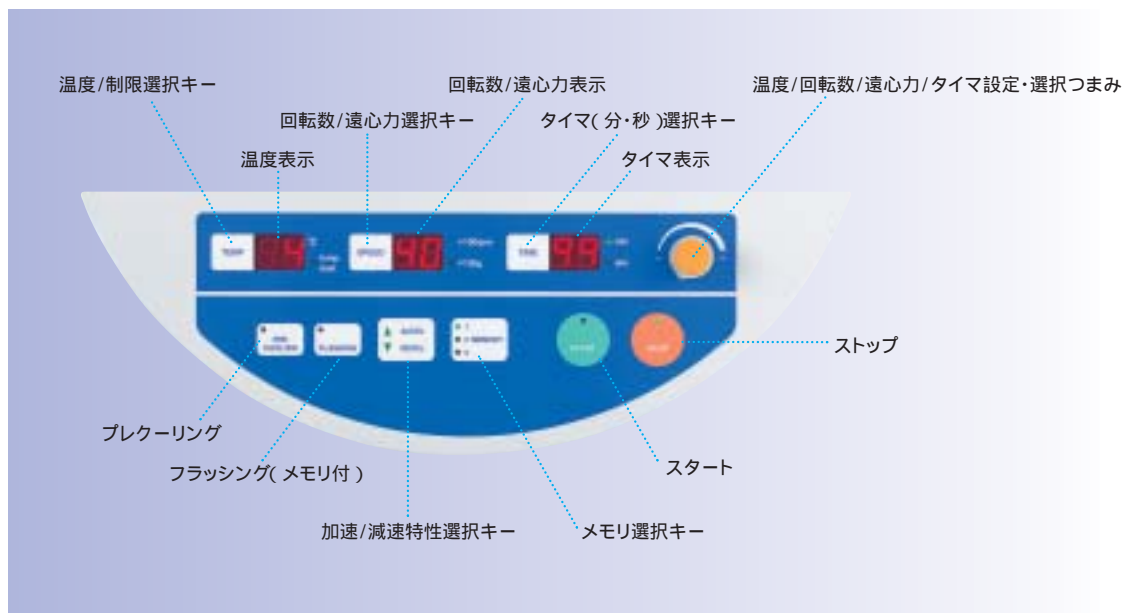 温度/制限選択キー
回転数/遠心力表示
温度/回転数/遠心力/タイマ設定・選択つまみ
回転数/遠心力選択キー
タイマ( 分・秒 )選択キー
温度表示
タイマ表示
TEMP
SPEED
40
TIME
99
ストップ
プレクーリング
フラッシング( メモリ付 )
スタート
加速/減速特性選択キー
メモリ選択キー